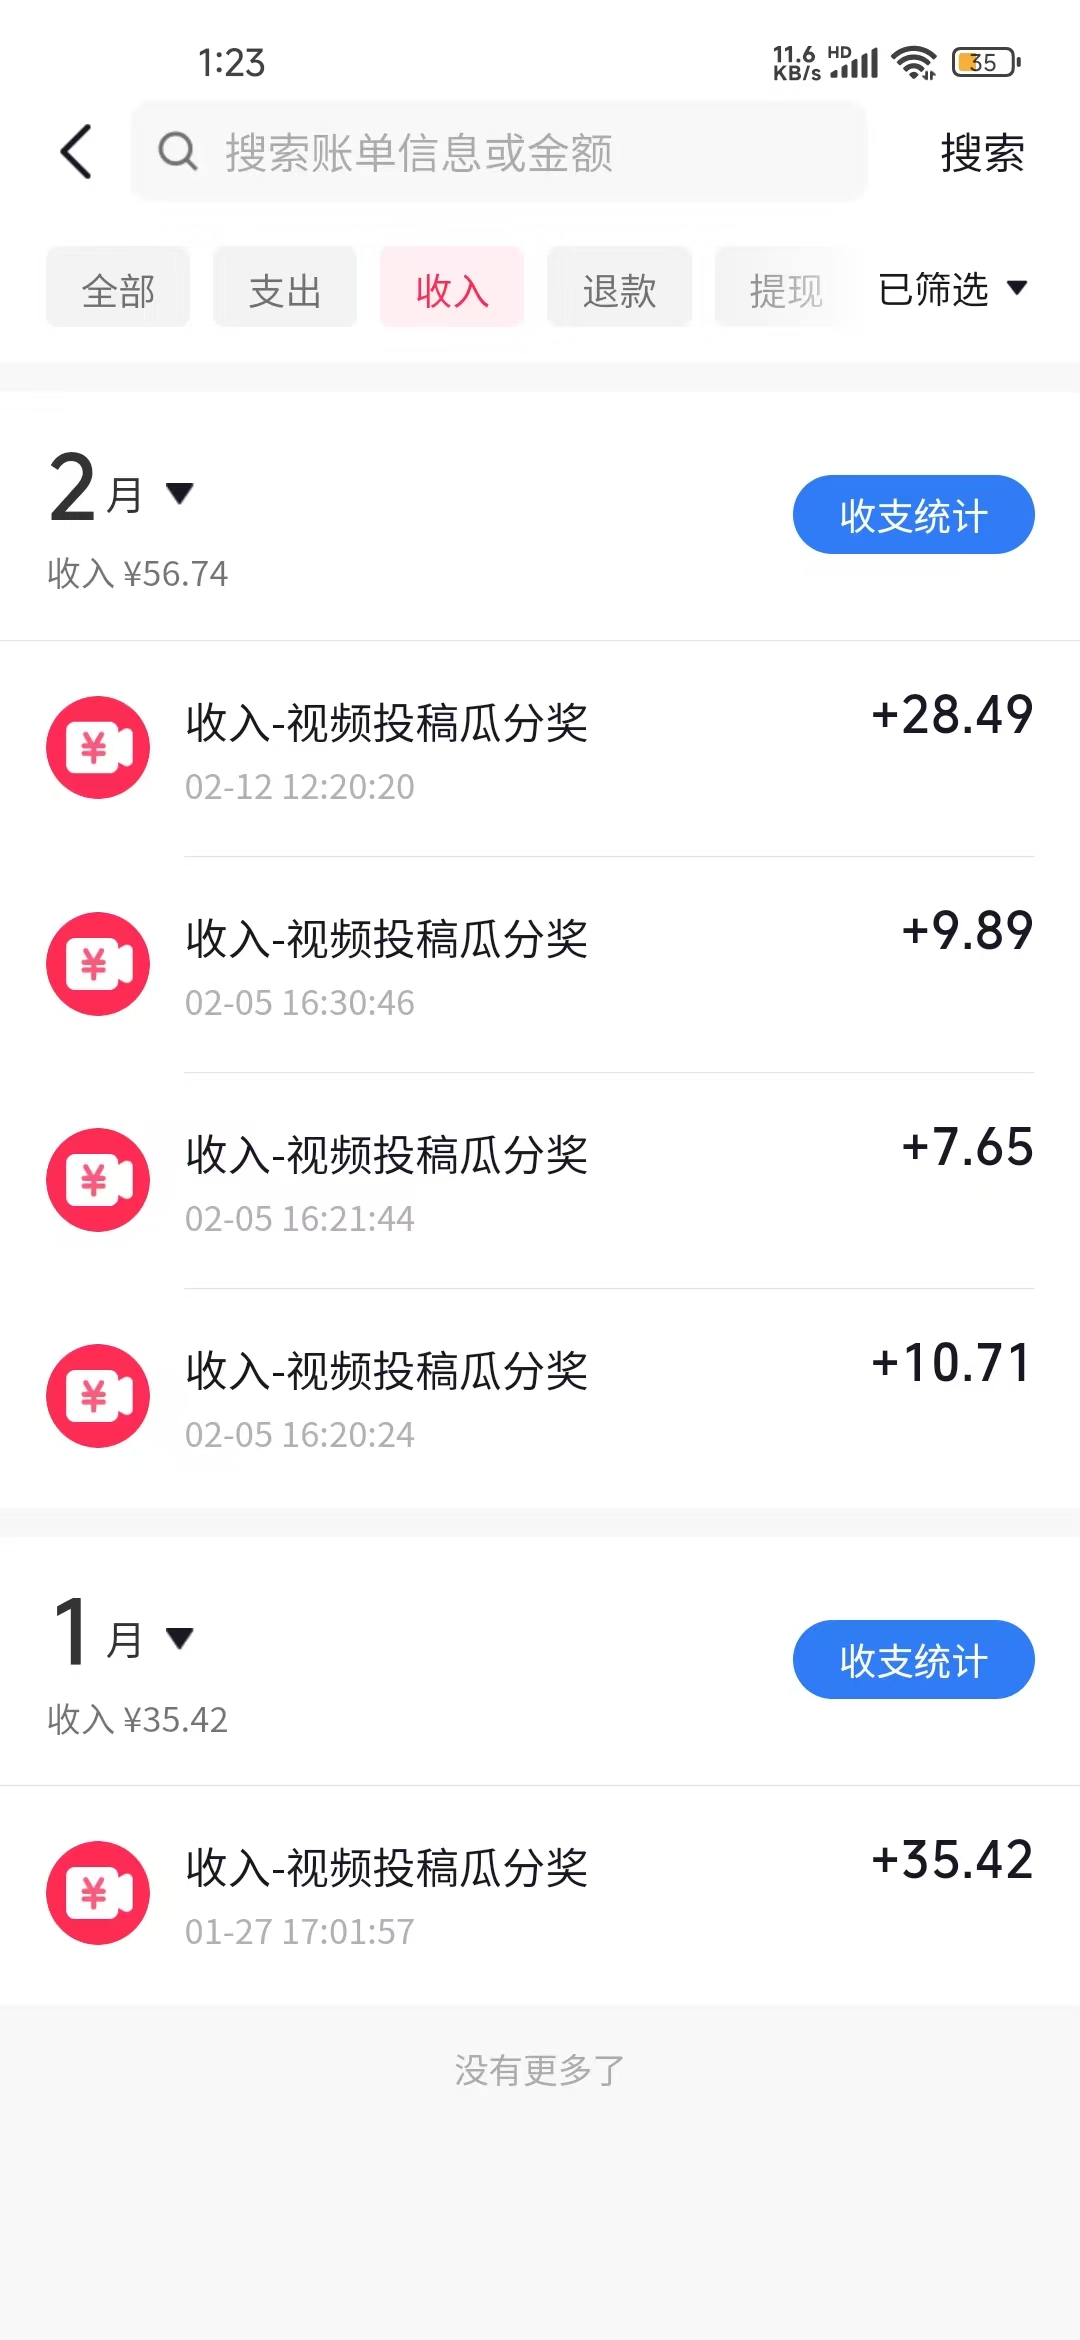 1:23
11.6 KB/s HD 35
搜索账单信息或金额 搜索
全部 支出 收入 退款 提现 已筛选
2月
收支统计
收入 ¥56.74
收入-视频投稿瓜分奖 +28.49
02-12 12:20:20
收入-视频投稿瓜分奖 +9.89
02-05 16:30:46
收入-视频投稿瓜分奖 +7.65
02-05 16:21:44
收入-视频投稿瓜分奖 +10.71
02-05 16:20:24
1月
收支统计
收入 ¥35.42
收入-视频投稿瓜分奖 +35.42
01-27 17:01:57
没有更多了